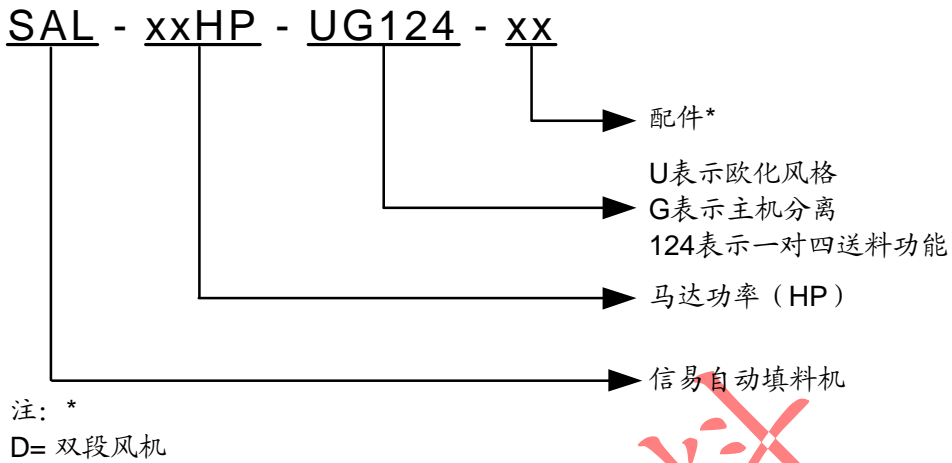 SAL - xxHP - UG124 - xx
配件*
U表示欧化风格
G表示主机分离
124表示一对四送料功能
马达功率（HP）
信易自动填料机
注: *
D= 双段风机